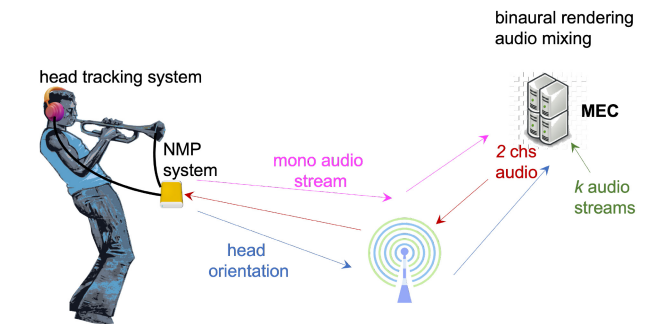 binaural rendering
audio mixing
head tracking system
MEC
NMP
system
mono audio
stream
2 chs
audio
k audio
streams
head
orientation